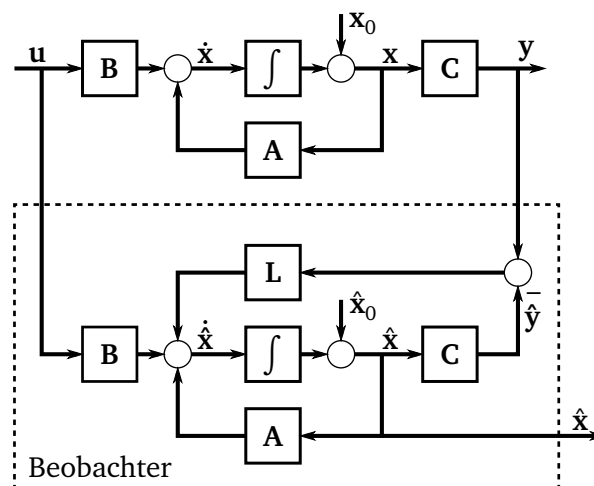 u B ẋ ∫ x₀ x C y
A
L
B x̂̇ ∫ x̂₀ x̂ C − ŷ
A x̂
Beobachter